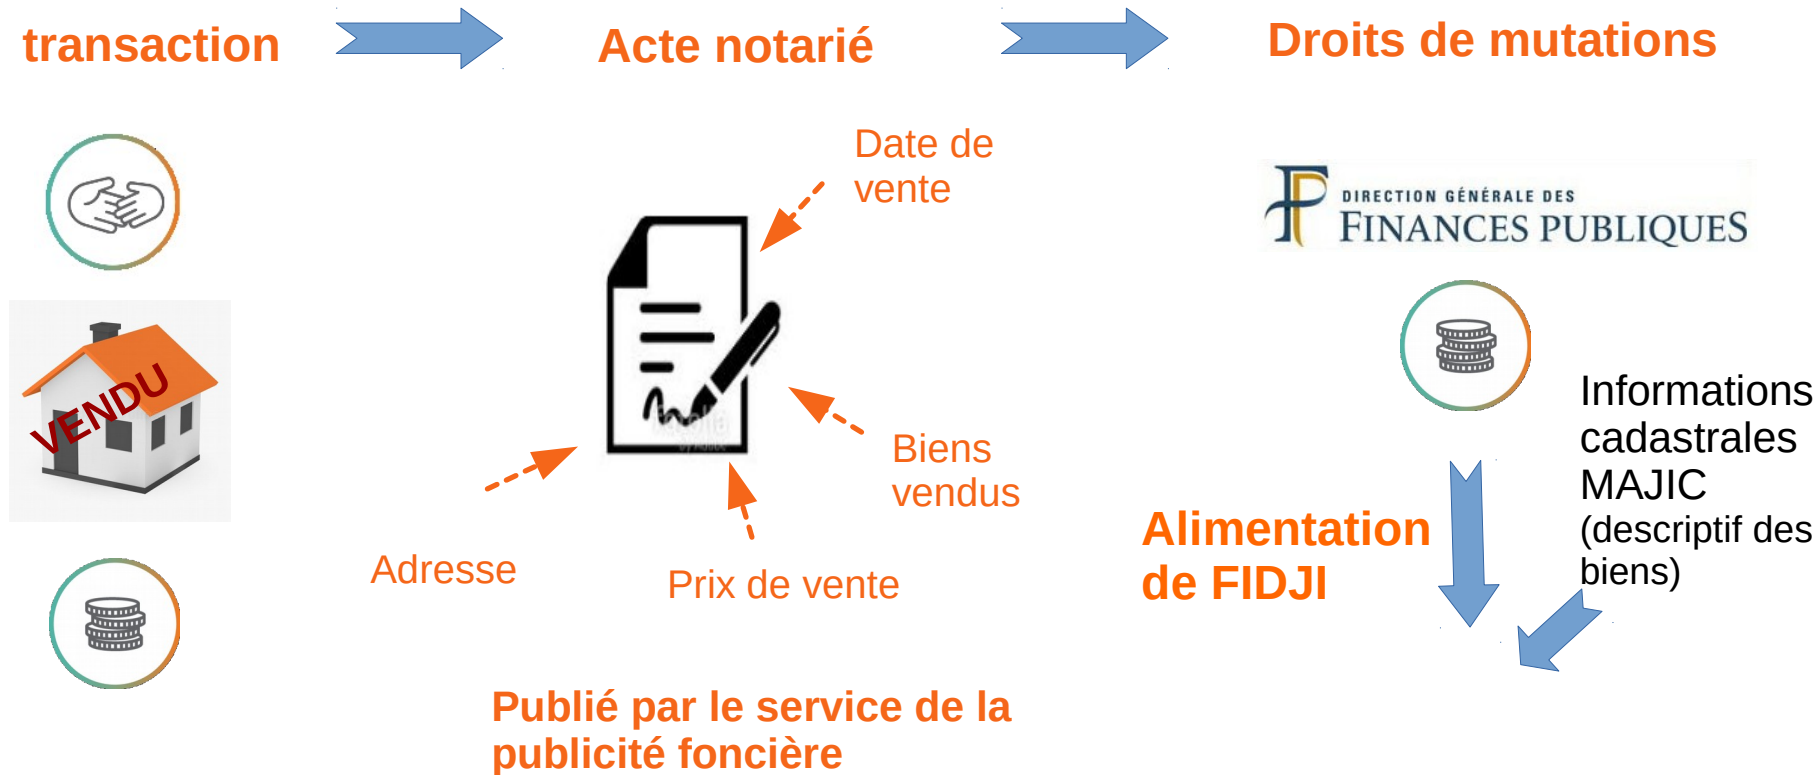 transaction
Acte notarié
Droits de mutations
Date de
vente
DIRECTION GÉNÉRALE DES
FINANCES PUBLIQUES
VENDU
Informations
cadastrales
MAJIC
(descriptif des
biens)
Biens
vendus
Alimentation
de FIDJI
Adresse
Prix de vente
Publié par le service de la
publicité foncière